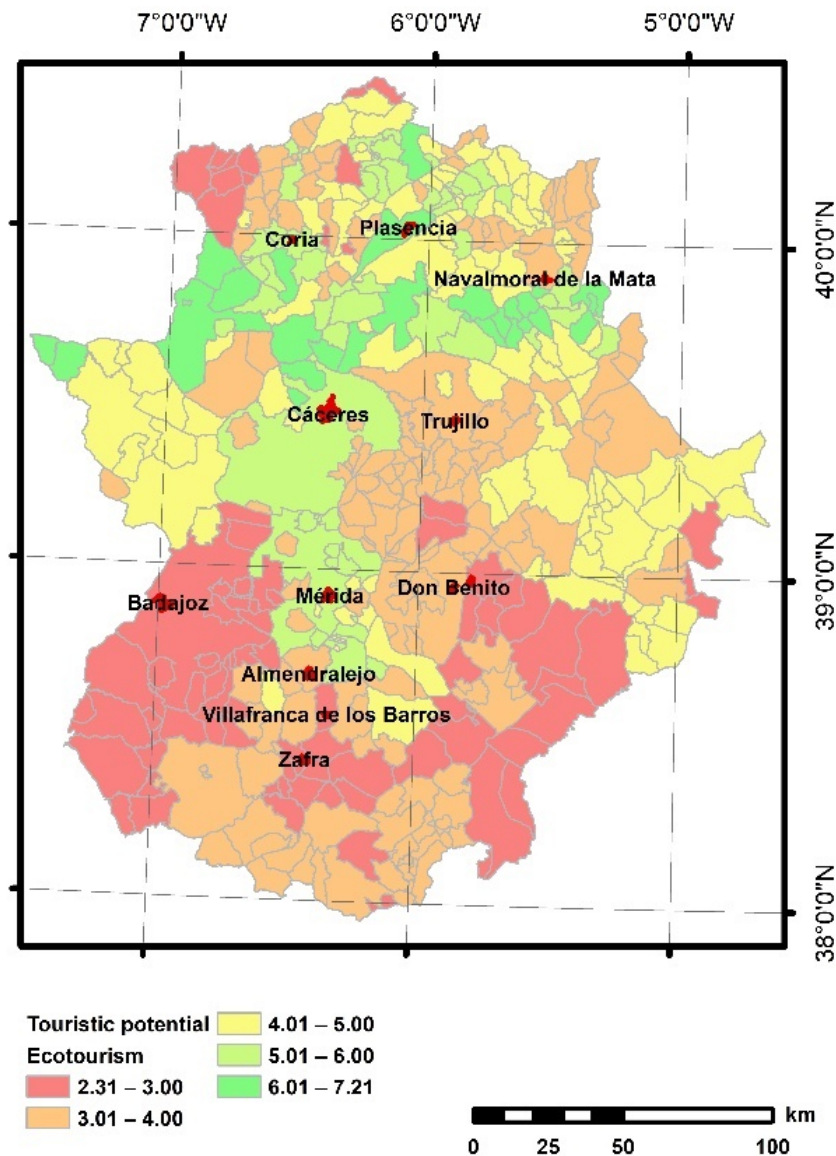 7°0'0"W 6°0'0"W 5°0'0"W
40°0'0"N
39°0'0"N
38°0'0"N
Plasencia
Coria
Navalmoral de la Mata
Cáceres
Trujillo
Don Benito
Mérida
Badajoz
Almendralejo
Villafranca de los Barros
Zafra
Touristic potential
Ecotourism
2.31 – 3.00
3.01 – 4.00
4.01 – 5.00
5.01 – 6.00
6.01 – 7.21
km
0 25 50 100